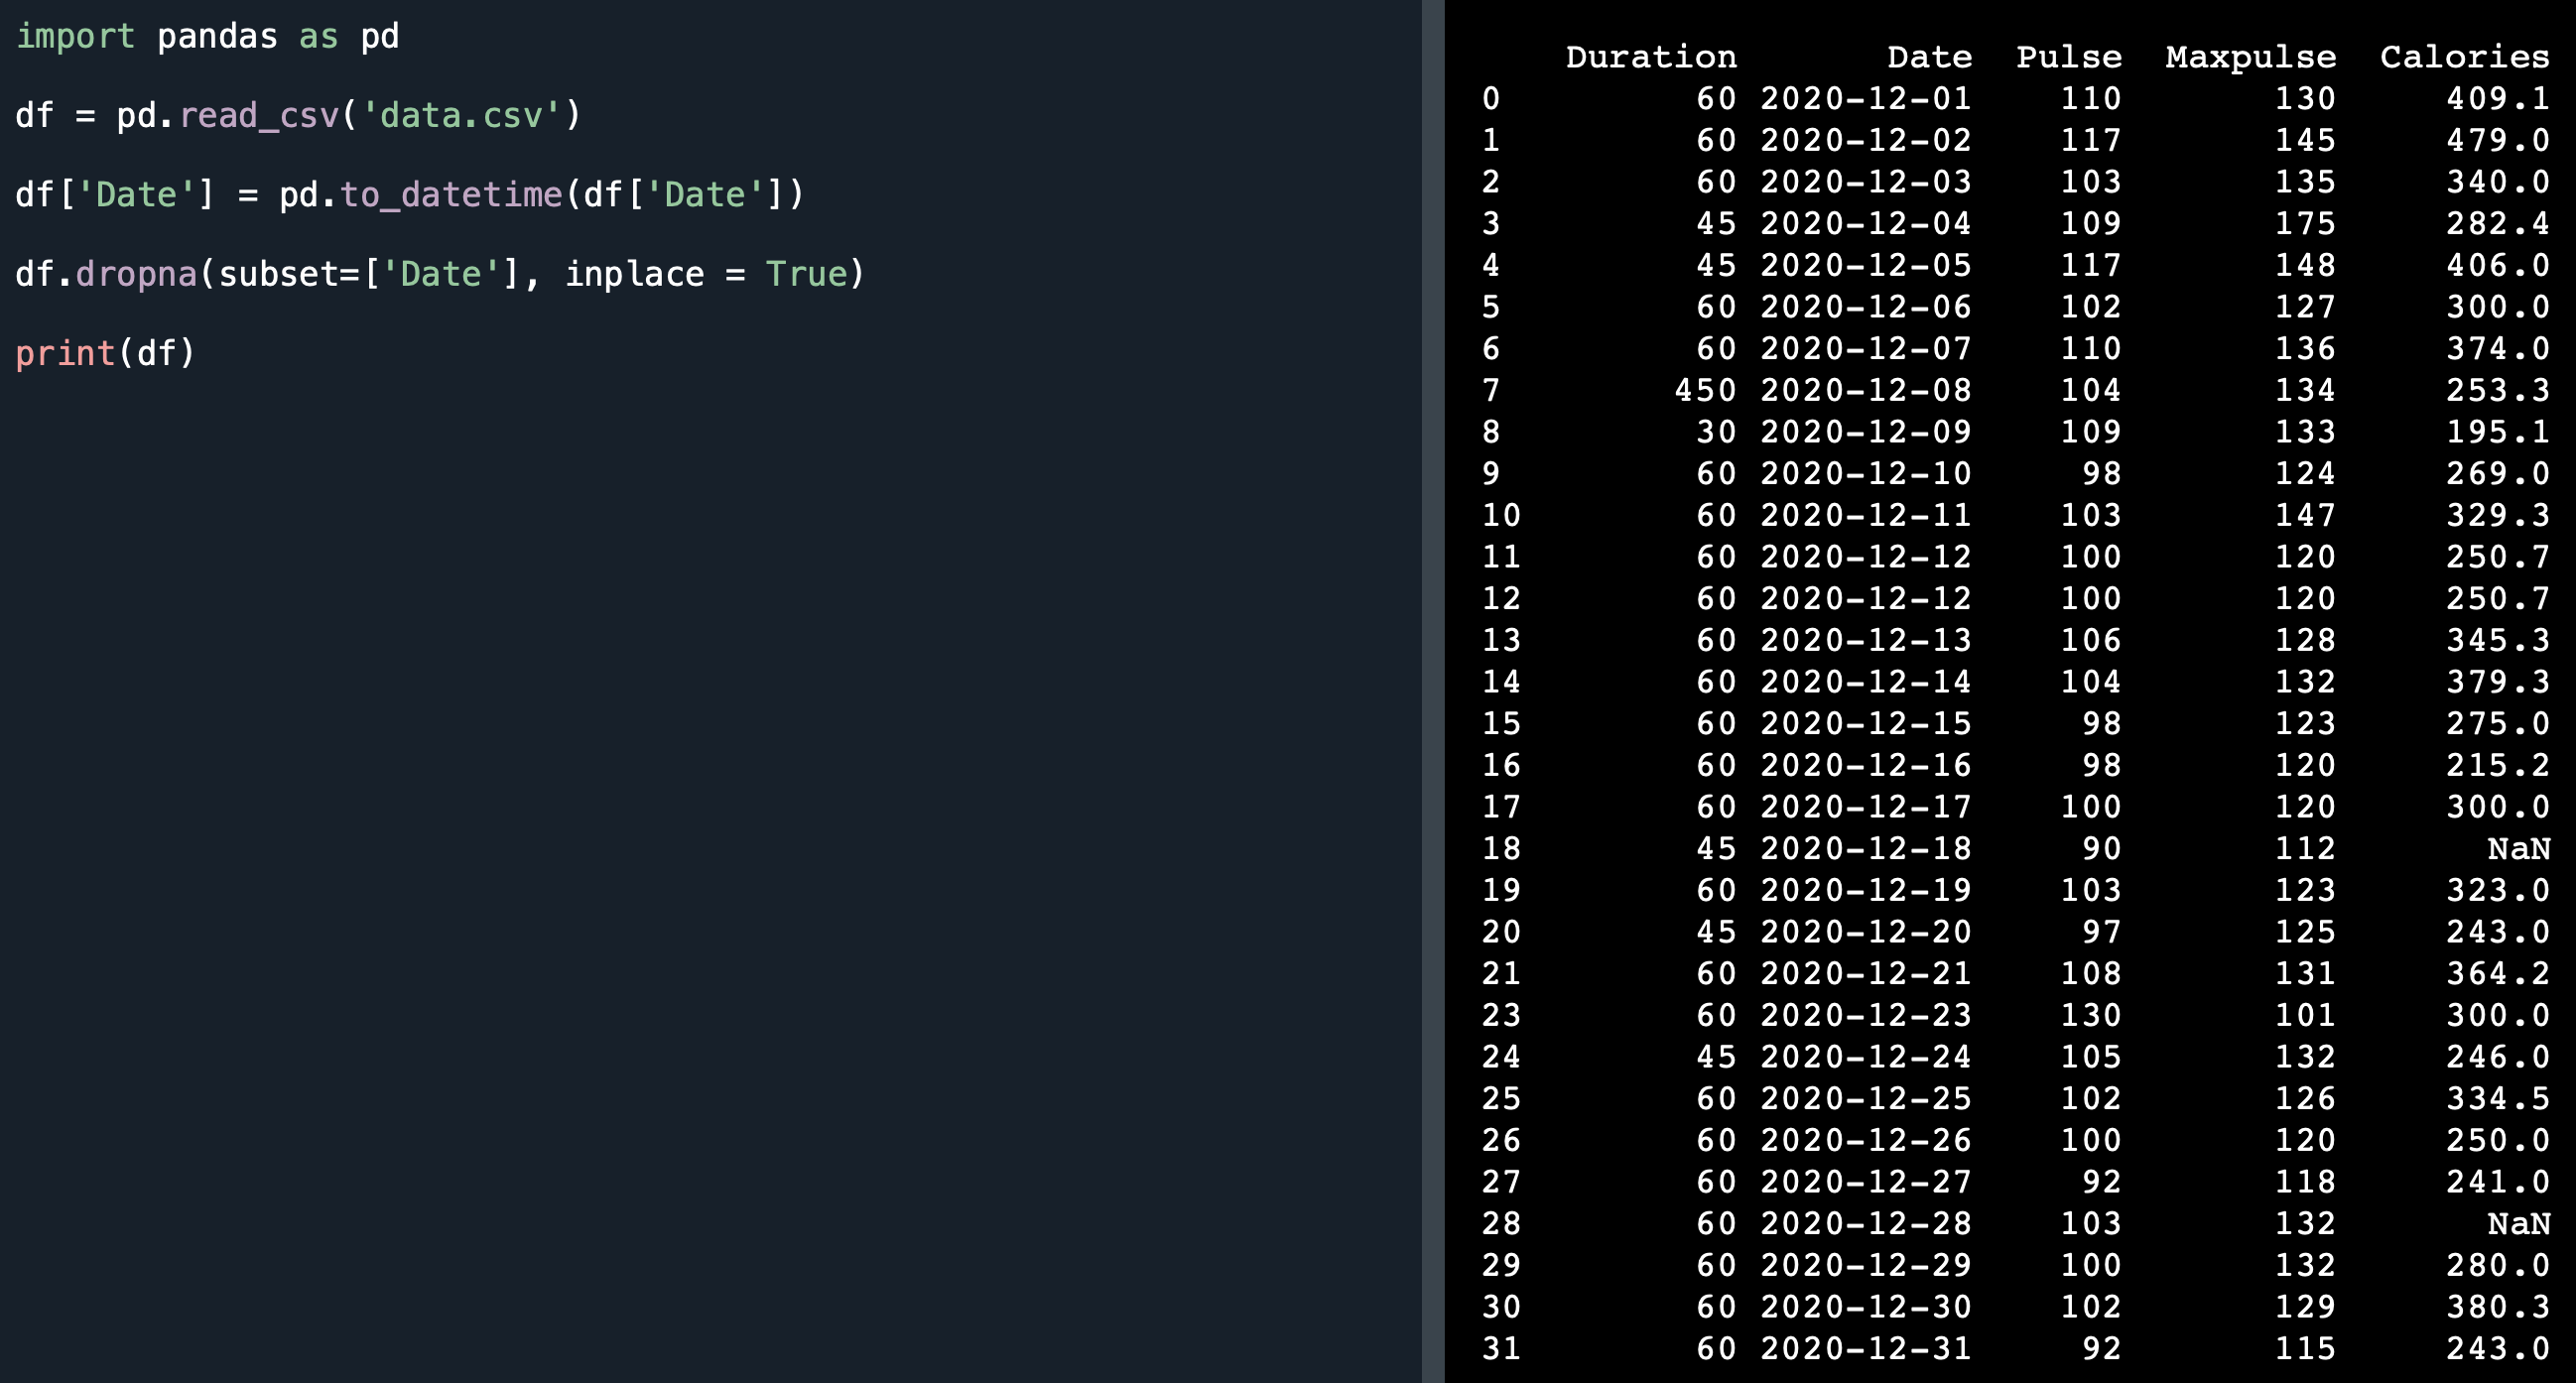 import pandas as pd
df = pd.read_csv('data.csv')
df['Date'] = pd.to_datetime(df['Date'])
df.dropna(subset=['Date'], inplace = True)
print(df)
Duration Date Pulse Maxpulse Calories
0 60 2020-12-01 110 130 409.1
1 60 2020-12-02 117 145 479.0
2 60 2020-12-03 103 135 340.0
3 45 2020-12-04 109 175 282.4
4 45 2020-12-05 117 148 406.0
5 60 2020-12-06 102 127 300.0
6 60 2020-12-07 110 136 374.0
7 450 2020-12-08 104 134 253.3
8 30 2020-12-09 109 133 195.1
9 60 2020-12-10 98 124 269.0
10 60 2020-12-11 103 147 329.3
11 60 2020-12-12 100 120 250.7
12 60 2020-12-12 100 120 250.7
13 60 2020-12-13 106 128 345.3
14 60 2020-12-14 104 132 379.3
15 60 2020-12-15 98 123 275.0
16 60 2020-12-16 98 120 215.2
17 60 2020-12-17 100 120 300.0
18 45 2020-12-18 90 112 NaN
19 60 2020-12-19 103 123 323.0
20 45 2020-12-20 97 125 243.0
21 60 2020-12-21 108 131 364.2
23 60 2020-12-23 130 101 300.0
24 45 2020-12-24 105 132 246.0
25 60 2020-12-25 102 126 334.5
26 60 2020-12-26 100 120 250.0
27 60 2020-12-27 92 118 241.0
28 60 2020-12-28 103 132 NaN
29 60 2020-12-29 100 132 280.0
30 60 2020-12-30 102 129 380.3
31 60 2020-12-31 92 115 243.0